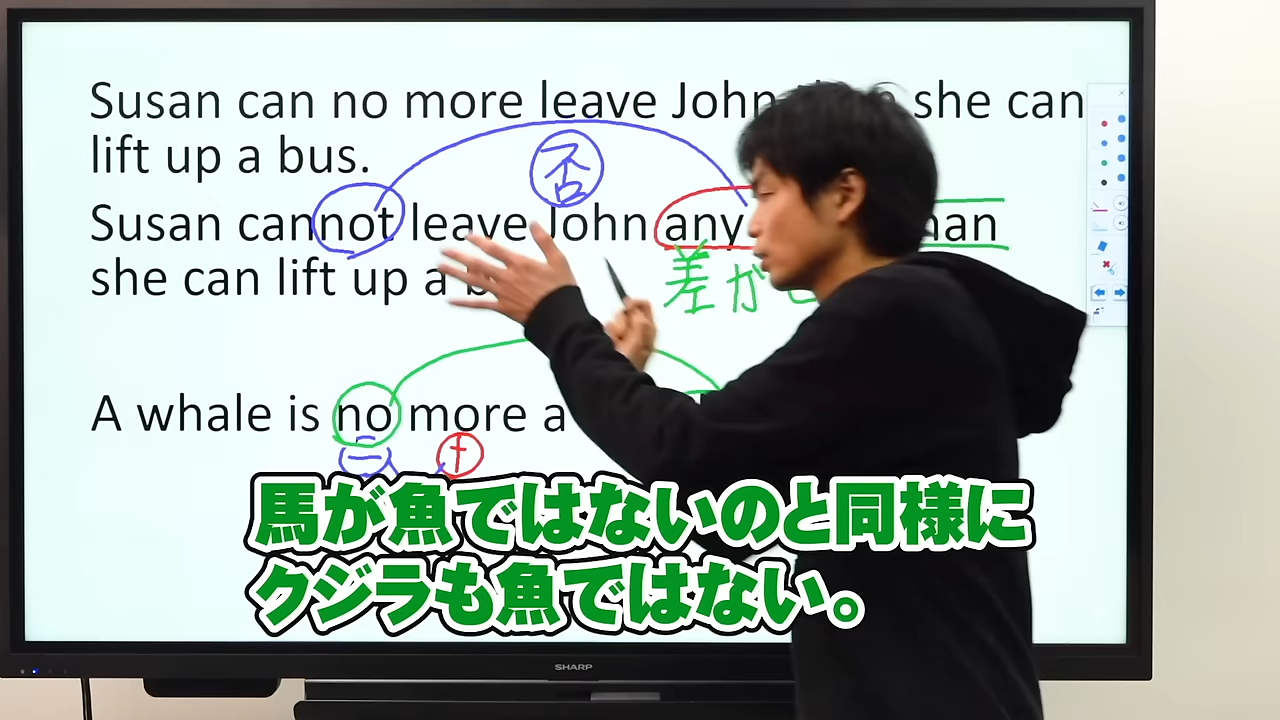 Susan can no more leave John she can
lift up a bus.
否
Susan cannot leave John any
she can lift up a
差が
A whale is no more a
−
+
馬が魚ではないのと同様に
クジラも魚ではない。
SHARP